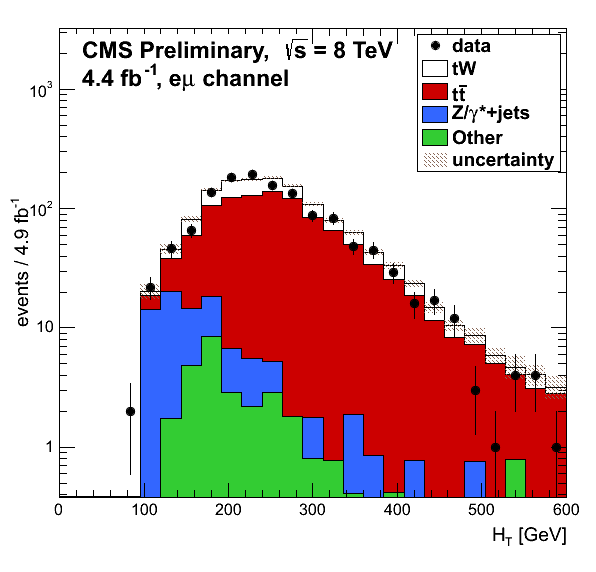 CMS Preliminary, √s = 8 TeV
4.4 fb⁻¹, eμ channel
data
tW
tt̄
Z/γ*+jets
Other
uncertainty
events / 4.9 fb⁻¹
10³
10²
10
1
0 100 200 300 400 500 600
H_T [GeV]